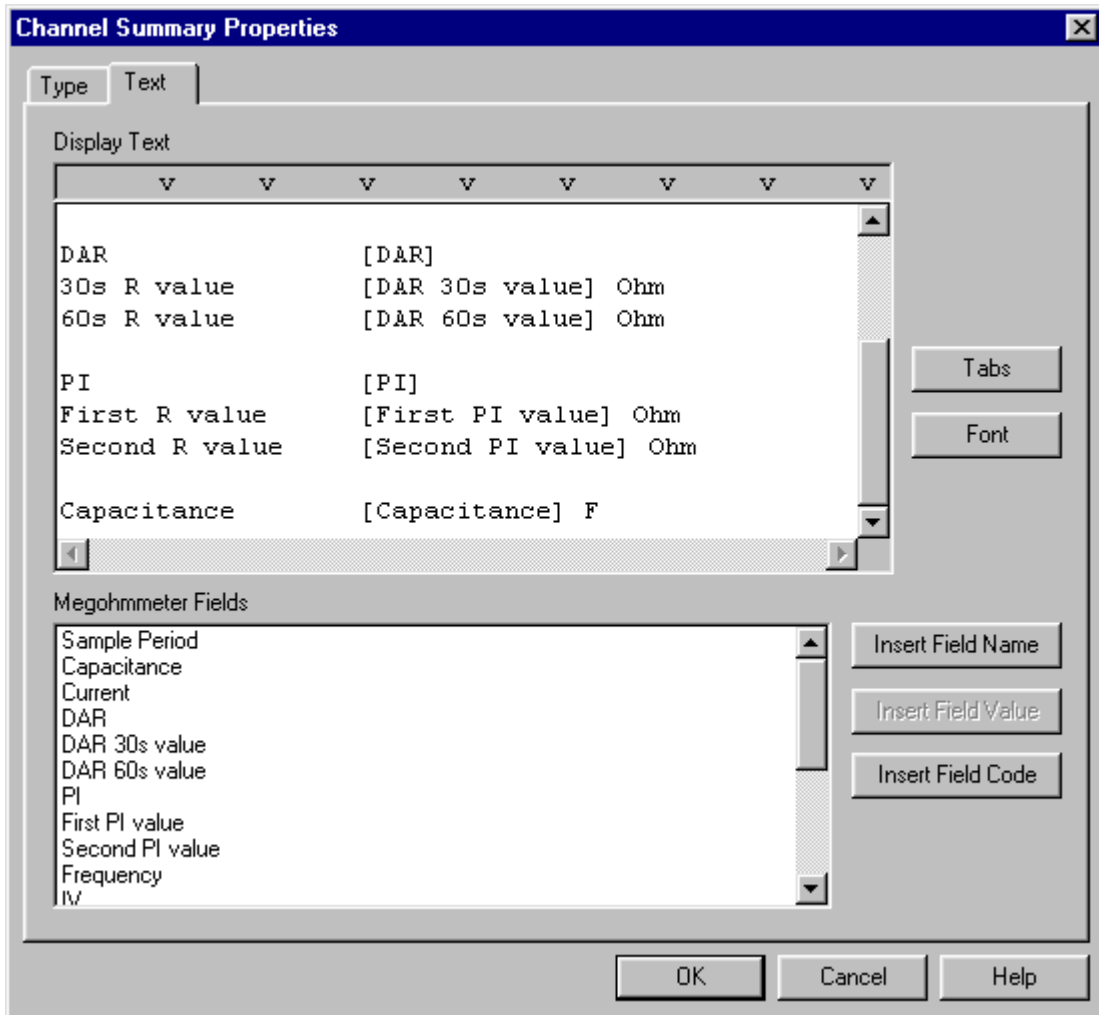 Channel Summary Properties
Type Text
Display Text
v v v v v v v v
DAR [DAR]
30s R value [DAR 30s value] Ohm
60s R value [DAR 60s value] Ohm
PI [PI]
First R value [First PI value] Ohm
Second R value [Second PI value] Ohm
Capacitance [Capacitance] F
Tabs
Font
Megohmmeter Fields
Sample Period
Capacitance
Current
DAR
DAR 30s value
DAR 60s value
PI
First PI value
Second PI value
Frequency
IV
Insert Field Name
Insert Field Value
Insert Field Code
OK Cancel Help